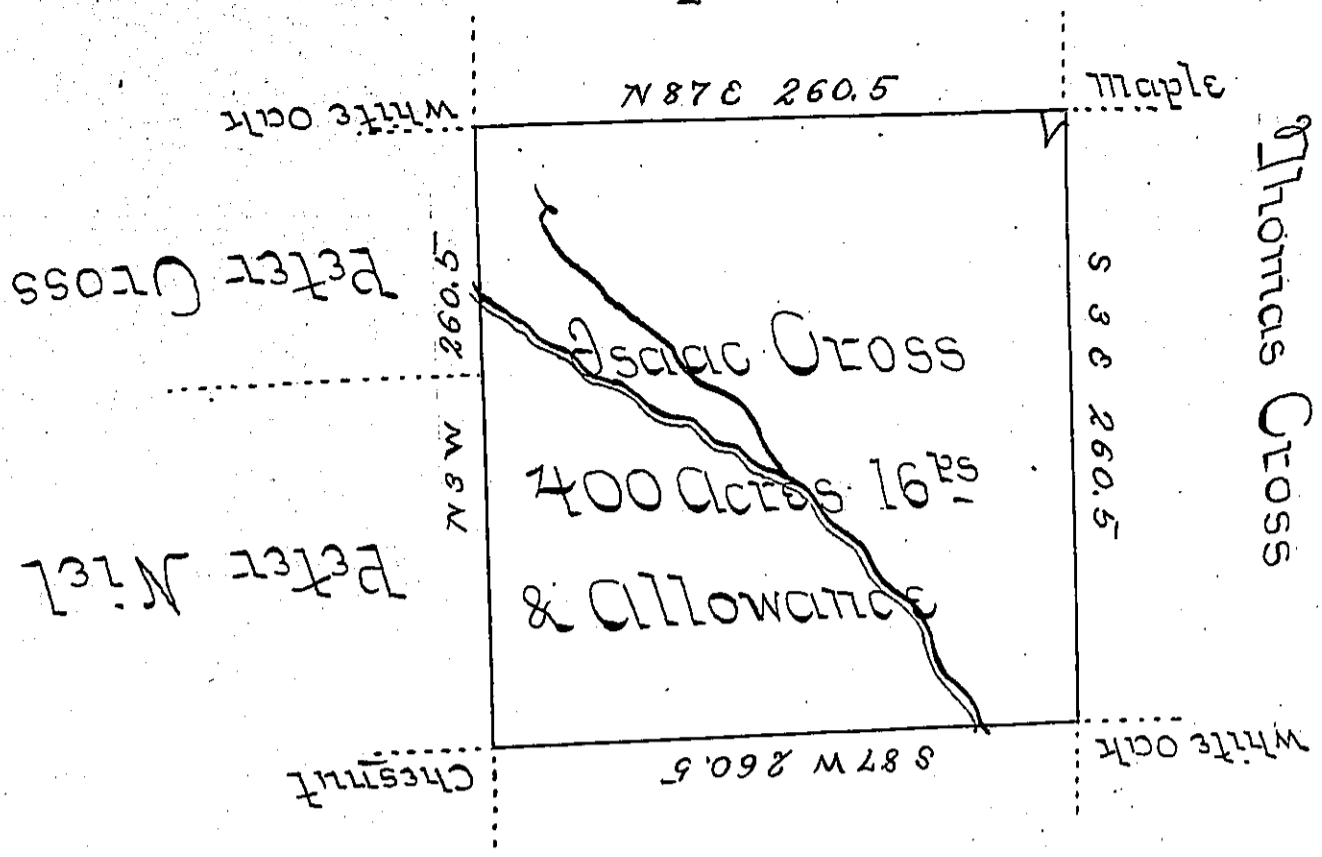 N 87 E 260.5
Maple
White oak
Thomas Cross
Peter Cross
N 3 W 260.5
S 3 E 260.5
Isaac Cross
400 Acres 16 ps
& Allowance
Peter Niel
Chesnut
S 87 W 260.5
White oak